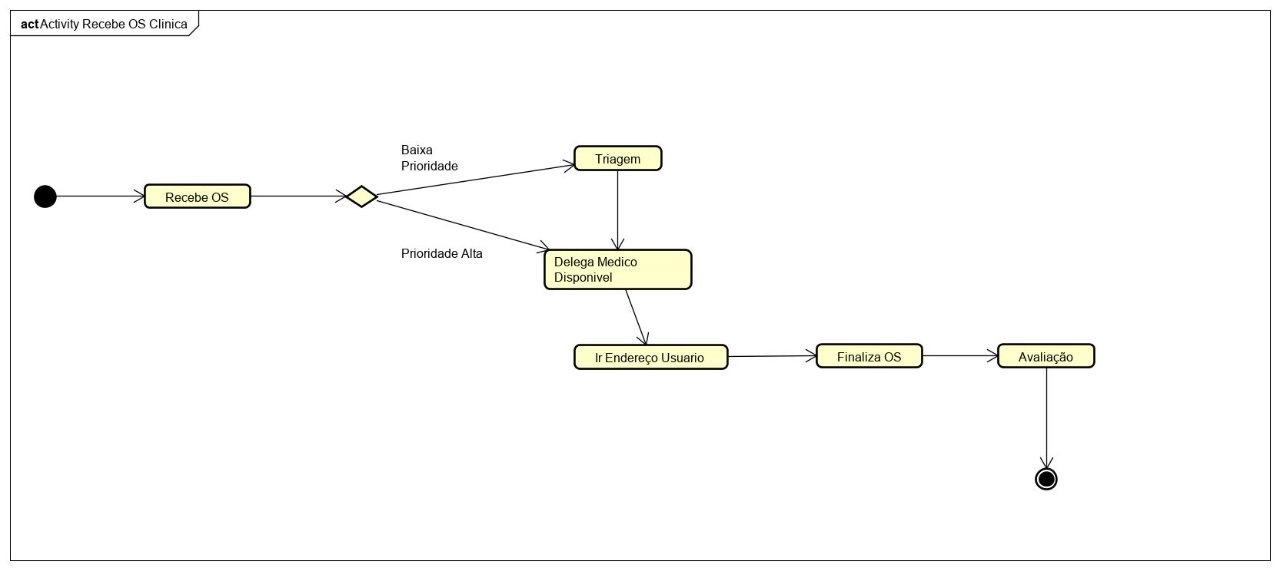 act Activity Recebe OS Clinica
Baixa
Prioridade
Triagem
Recebe OS
Prioridade Alta
Delega Medico
Disponivel
Ir Endereço Usuario
Finaliza OS
Avaliação